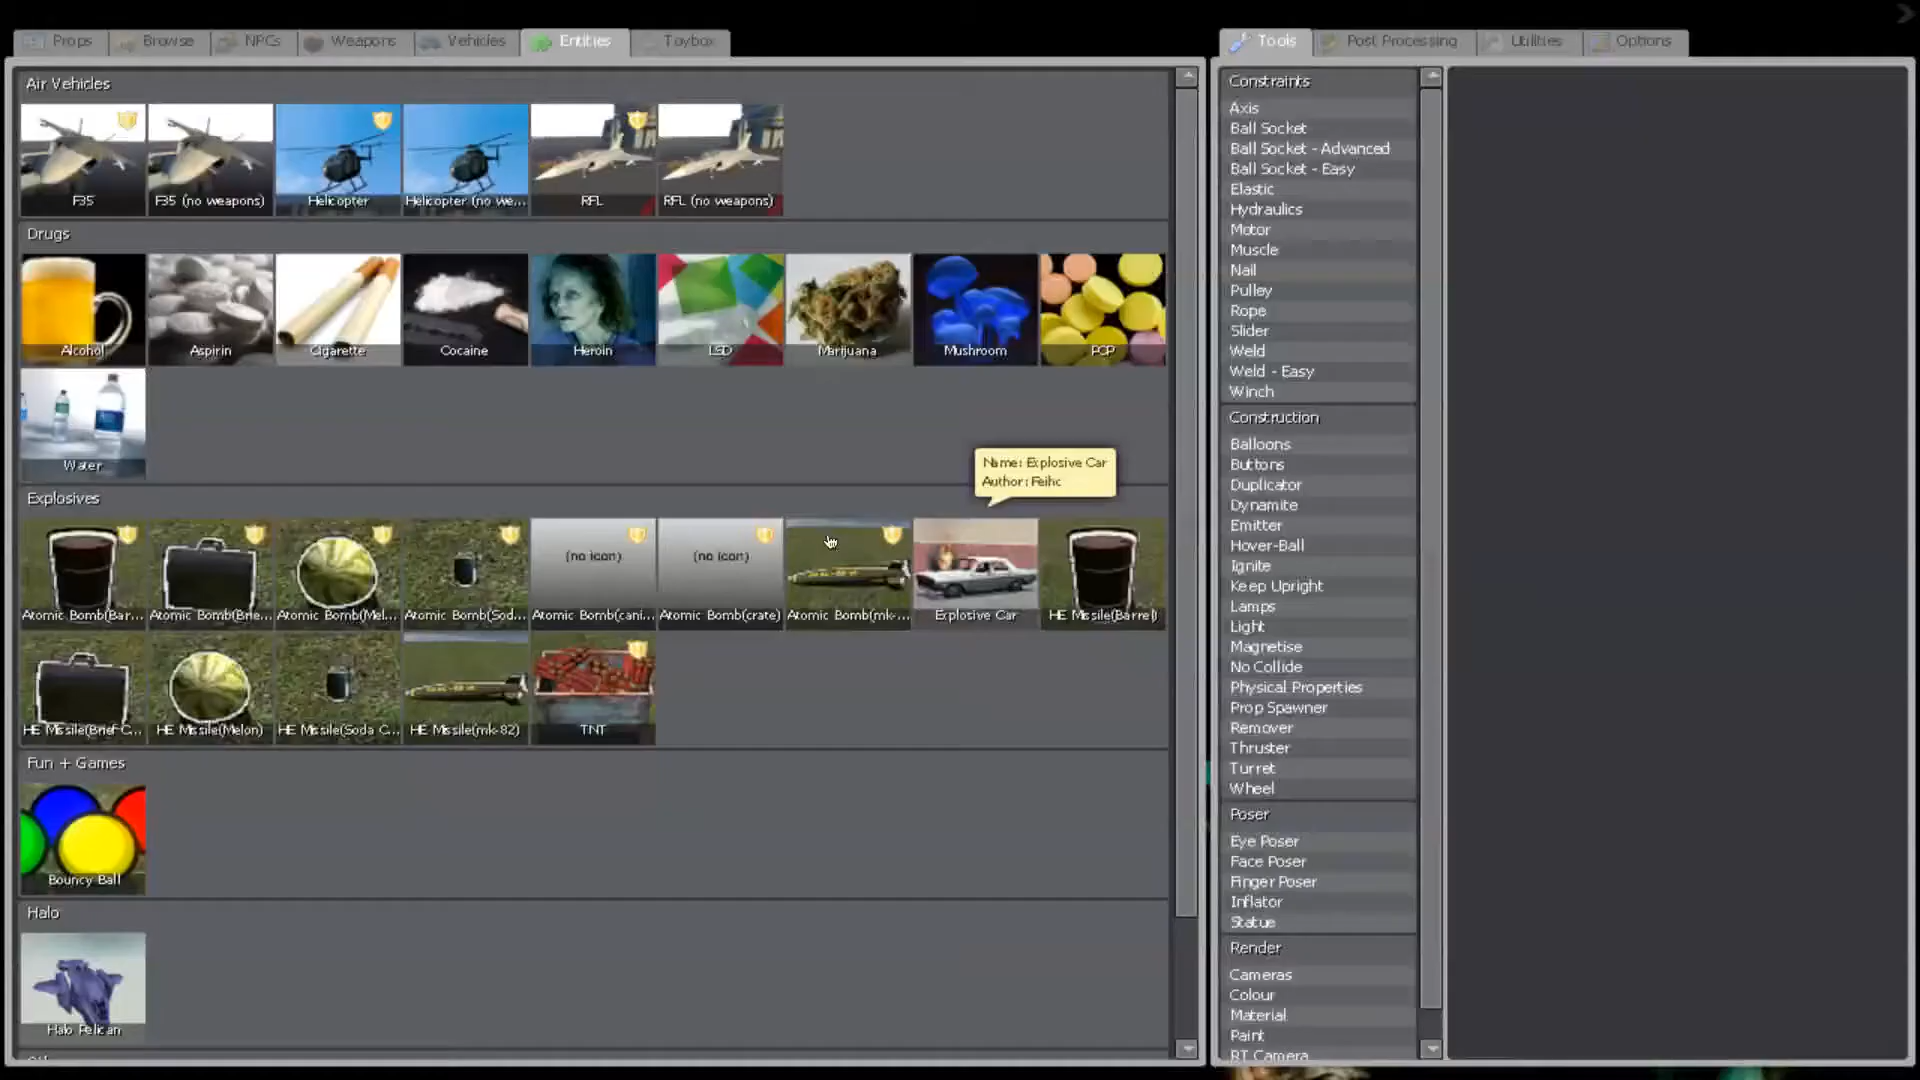 Props Browse NPCs Weapons Vehicles Entities Toybox
Air Vehicles
F35 F35 (no weapons) Helicopter Helicopter (no we... RFL RFL (no weapons)
Drugs
Alcohol Aspirin Cigarette Cocaine Heroin LSD Marijuana Mushroom PCP
Water
Name: Explosive Car
Author: Feihc
Explosives
(no icon) (no icon)
Atomic Bomb(Bar... Atomic Bomb(Brie... Atomic Bomb(Mel... Atomic Bomb(Sod... Atomic Bomb(cani... Atomic Bomb(crate) Atomic Bomb(mk-... Explosive Car HE Missile(Barrel)
HE Missile(Brief C... HE Missile(Melon) HE Missile(Soda C... HE Missile(mk-82) TNT
Fun + Games
Bouncy Ball
Halo
Halo Pelican
Tools Post Processing Utilities Options
Constraints
Axis
Ball Socket
Ball Socket - Advanced
Ball Socket - Easy
Elastic
Hydraulics
Motor
Muscle
Nail
Pulley
Rope
Slider
Weld
Weld - Easy
Winch
Construction
Balloons
Buttons
Duplicator
Dynamite
Emitter
Hover-Ball
Ignite
Keep Upright
Lamps
Light
Magnetise
No Collide
Physical Properties
Prop Spawner
Remover
Thruster
Turret
Wheel
Poser
Eye Poser
Face Poser
Finger Poser
Inflator
Statue
Render
Cameras
Colour
Material
Paint
RT Camera